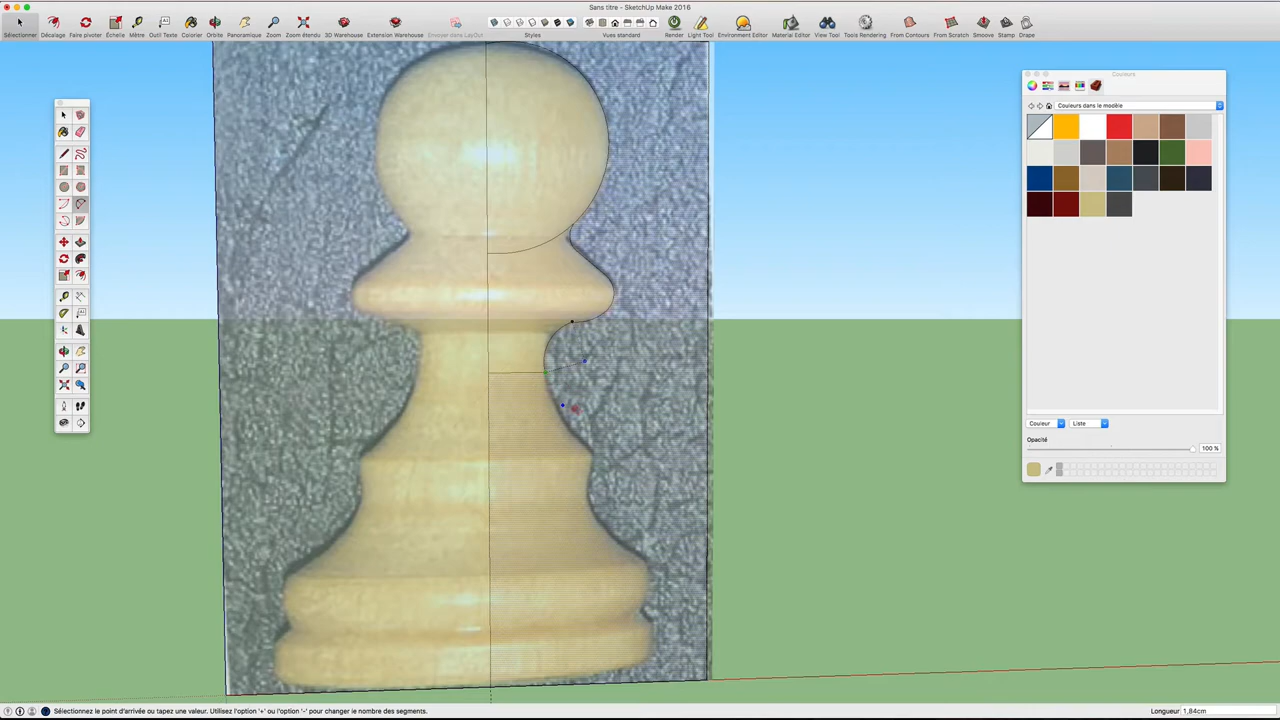 Sans titre - SketchUp Make 2016
Sélectionner Décalage Faire pivoter Échelle Mètre Outil Texte Colorier Orbite Panoramique Zoom Zoom étendu 3D Warehouse Extension Warehouse Envoyer dans LayOut Styles Vues standard Render Light Tool Environment Editor Material Editor View Tool Tools Rendering From Contours From Scratch Smoove Stamp Drape
Couleurs
Couleurs dans le modèle
Couleur Liste
Opacité
100 %
Sélectionnez le point d'arrivée ou tapez une valeur. Utilisez l'option '+' ou l'option '-' pour changer le nombre des segments. Longueur 1,84cm